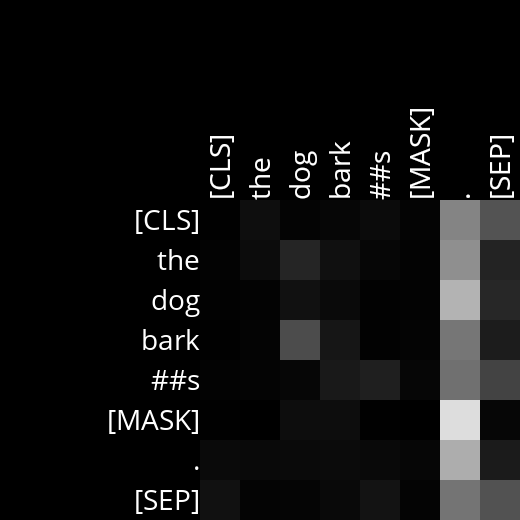 [CLS] the dog bark ##s [MASK] . [SEP]
[CLS]
the
dog
bark
##s
[MASK]
.
[SEP]